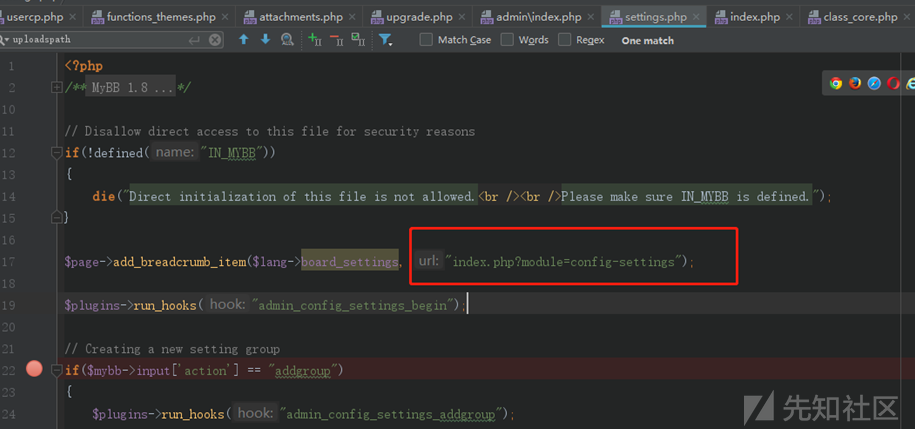 usercp.php × functions_themes.php × attachments.php × upgrade.php × admin\index.php × settings.php × index.php × class_core.php ×
uploadspath Match Case Words Regex One match
1 <?php
2 /** MyBB 1.8 ... */
10
11 // Disallow direct access to this file for security reasons
12 if(!defined( name: "IN_MYBB"))
13 {
14 die("Direct initialization of this file is not allowed.<br /><br />Please make sure IN_MYBB is defined.");
15 }
16
17 $page->add_breadcrumb_item($lang->board_settings, url: "index.php?module=config-settings");
18
19 $plugins->run_hooks( hook: "admin_config_settings_begin");
20
21 // Creating a new setting group
22 if($mybb->input['action'] == "addgroup")
23 {
24 $plugins->run_hooks( hook: "admin_config_settings_addgroup");
先知社区